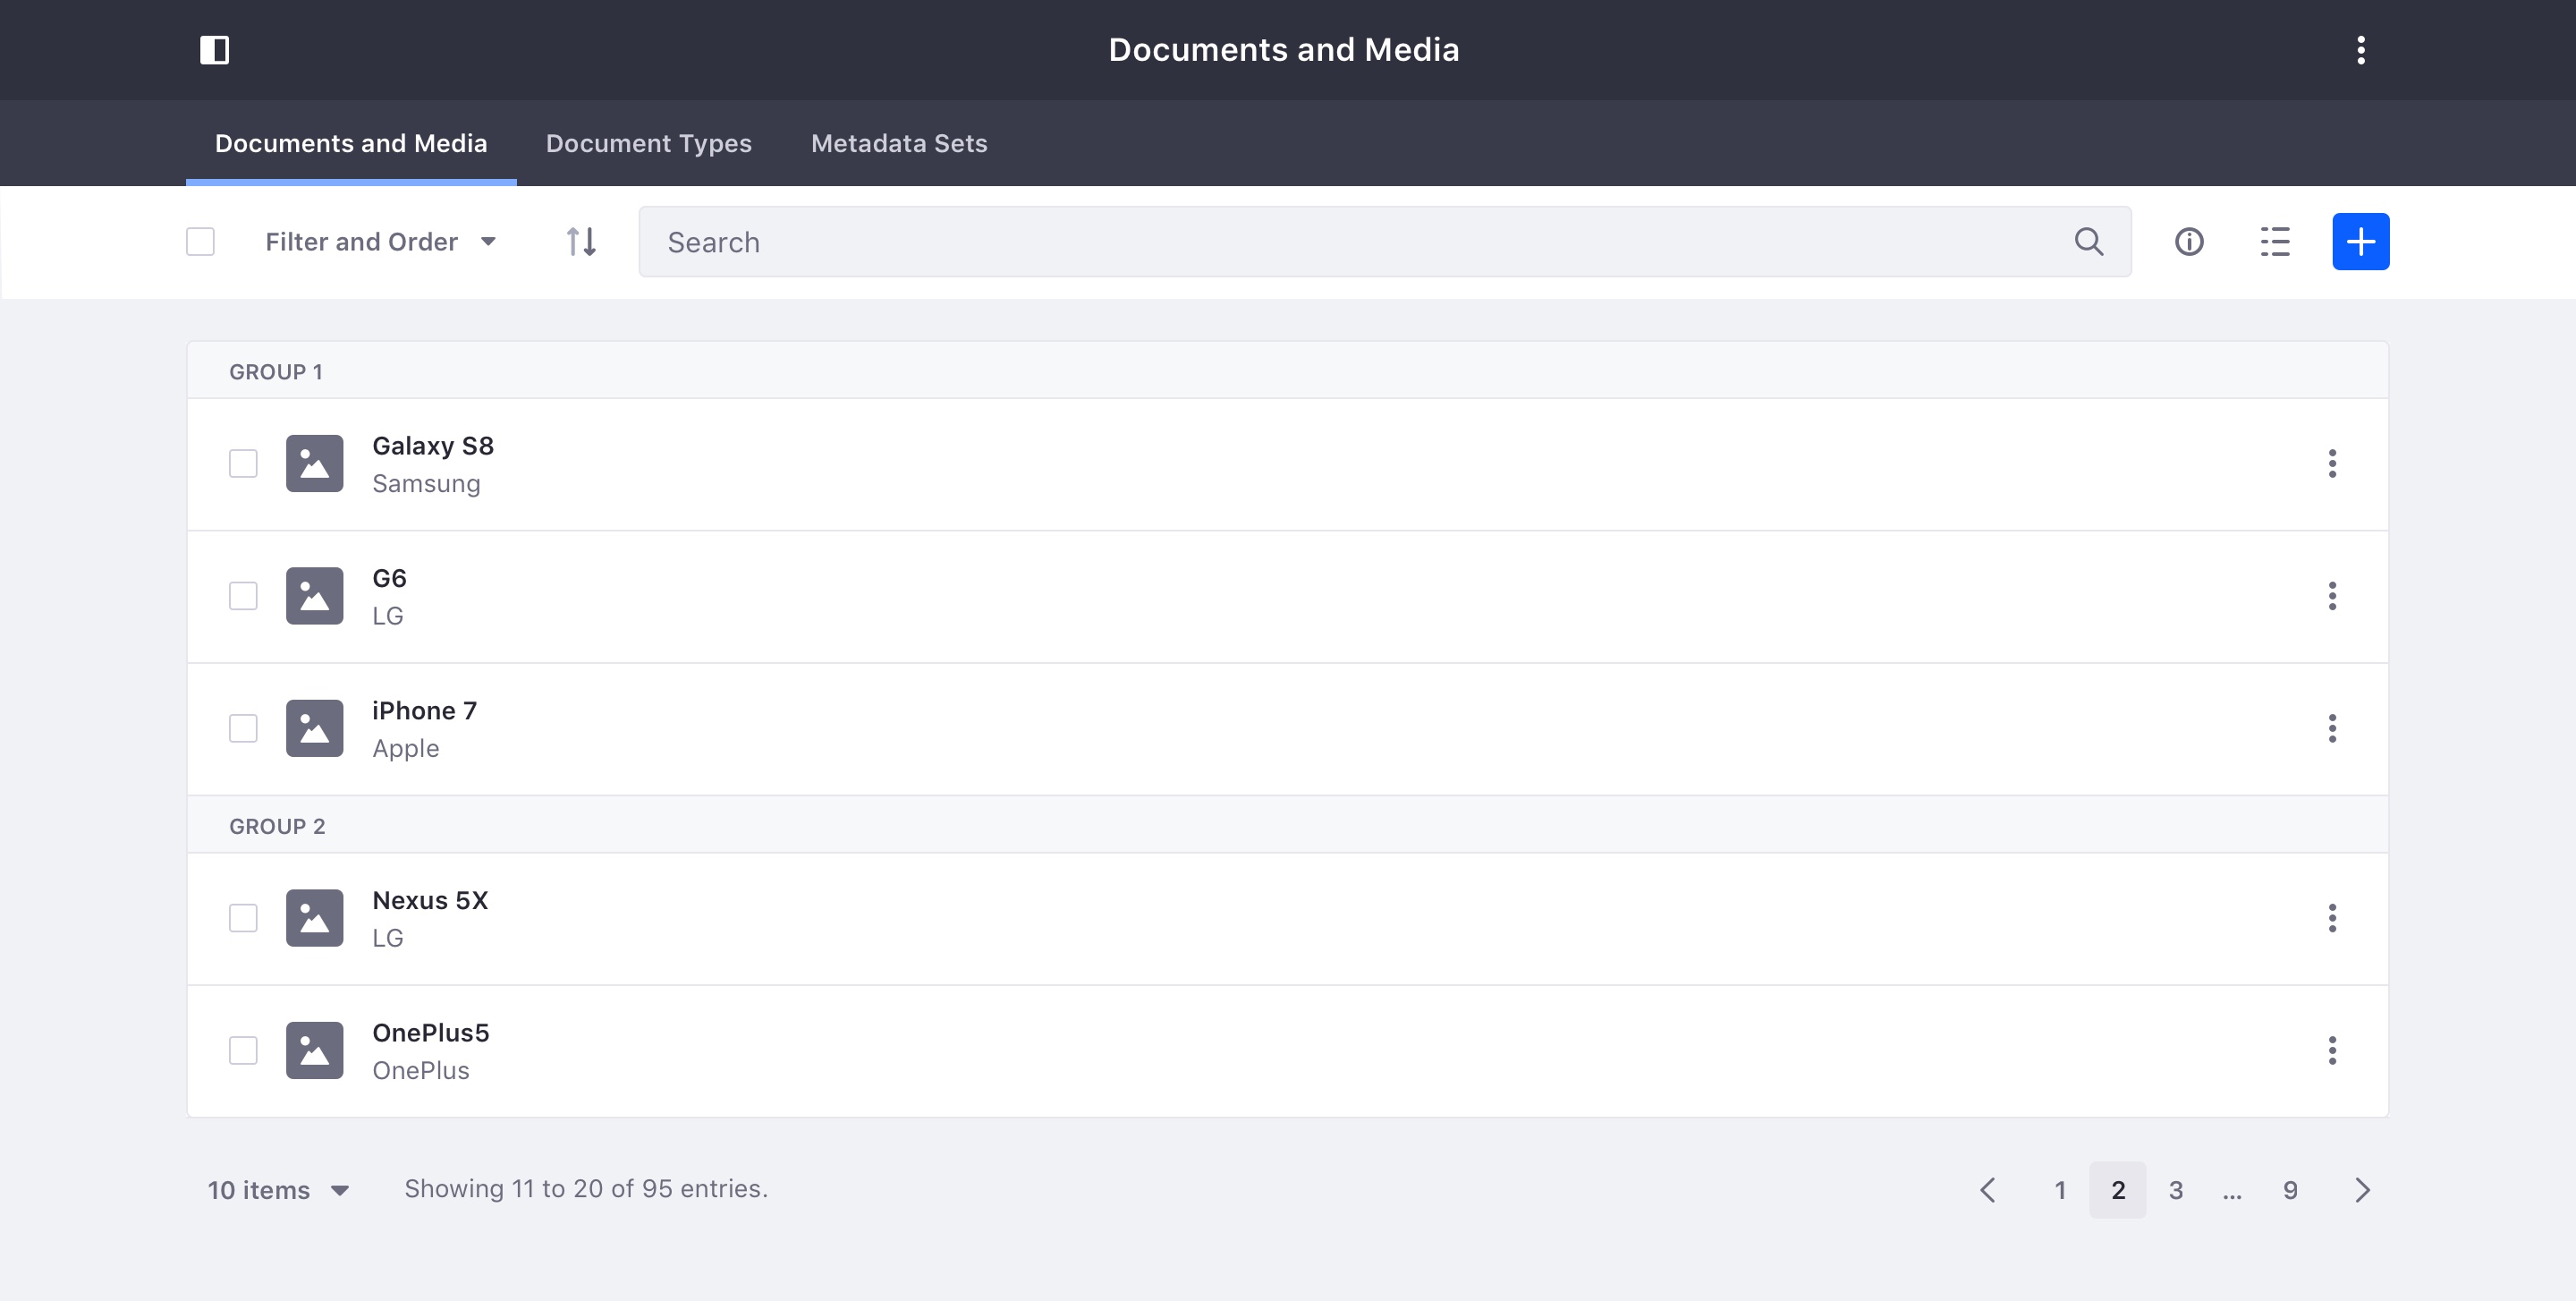 Documents and Media
Documents and Media Document Types Metadata Sets
Filter and Order Search
GROUP 1
Galaxy S8
Samsung
G6
LG
iPhone 7
Apple
GROUP 2
Nexus 5X
LG
OnePlus5
OnePlus
10 items Showing 11 to 20 of 95 entries. 1 2 3 ... 9